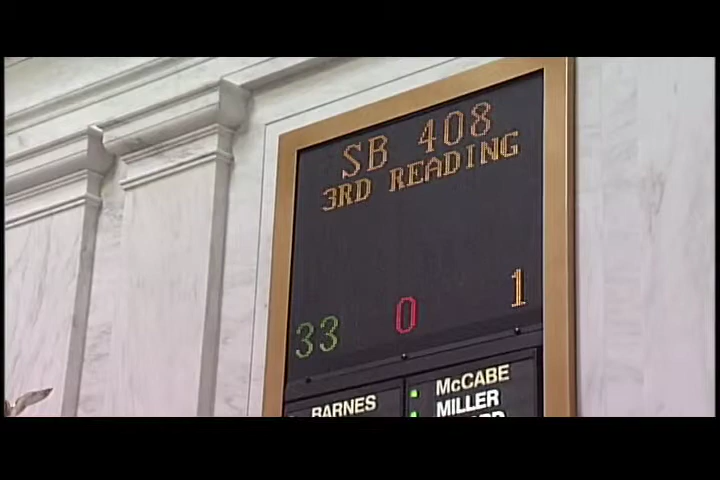 SB 408
3RD READING
33 0 1
BARNES McCABE
MILLER